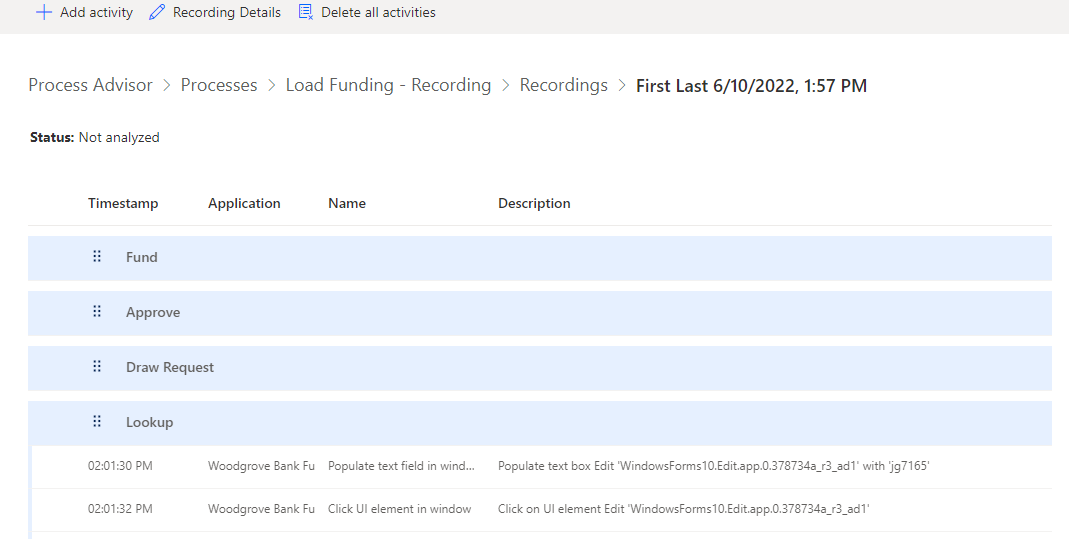 Add activity Recording Details Delete all activities
Process Advisor > Processes > Load Funding - Recording > Recordings > First Last 6/10/2022, 1:57 PM
Status: Not analyzed
Timestamp Application Name Description
Fund
Approve
Draw Request
Lookup
02:01:30 PM Woodgrove Bank Fu Populate text field in wind... Populate text box Edit 'WindowsForms10.Edit.app.0.378734a_r3_ad1' with 'jg7165'
02:01:32 PM Woodgrove Bank Fu Click UI element in window Click on UI element Edit 'WindowsForms10.Edit.app.0.378734a_r3_ad1'